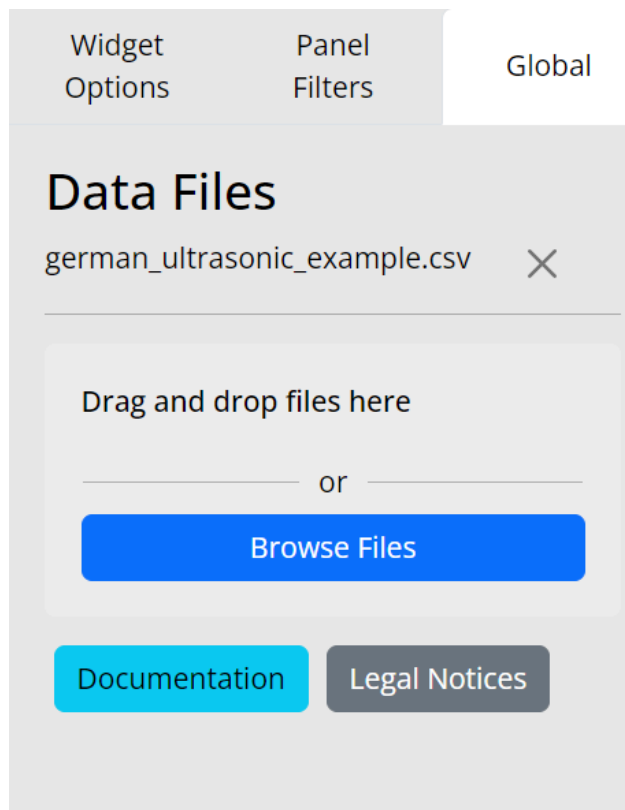 Widget
Options
Panel
Filters
Global
Data Files
german_ultrasonic_example.csv
Drag and drop files here
or
Browse Files
Documentation
Legal Notices